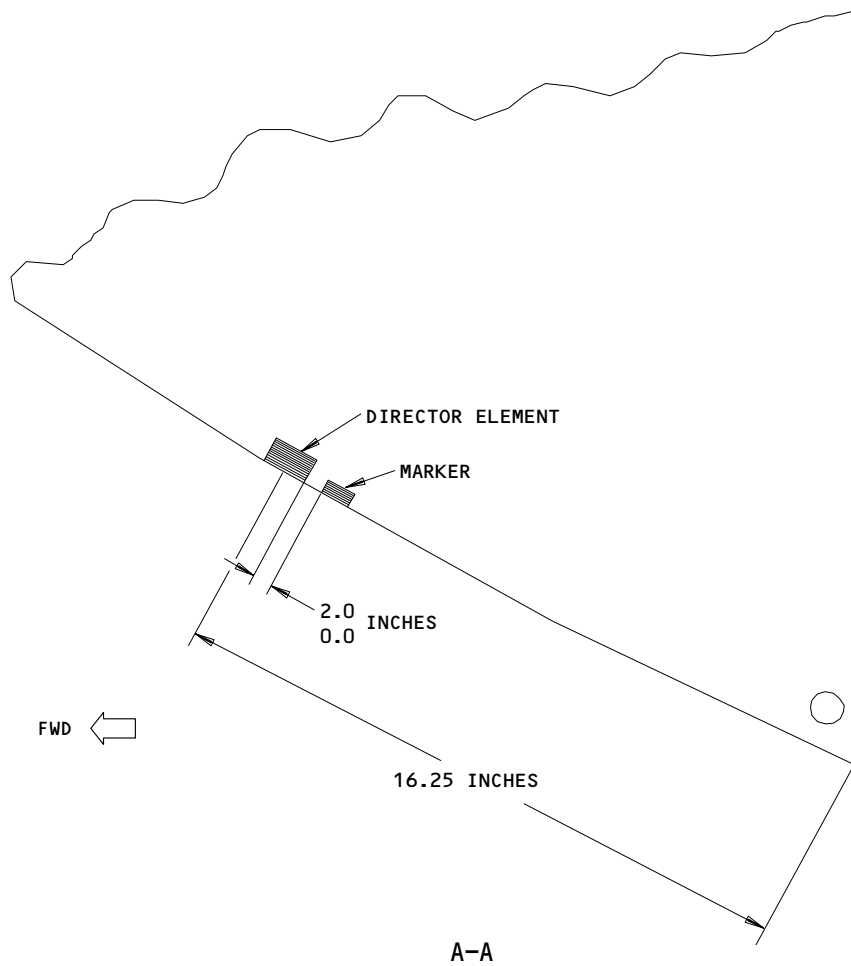 DIRECTOR ELEMENT
MARKER
2.0
0.0
INCHES
FWD
16.25 INCHES
A-A